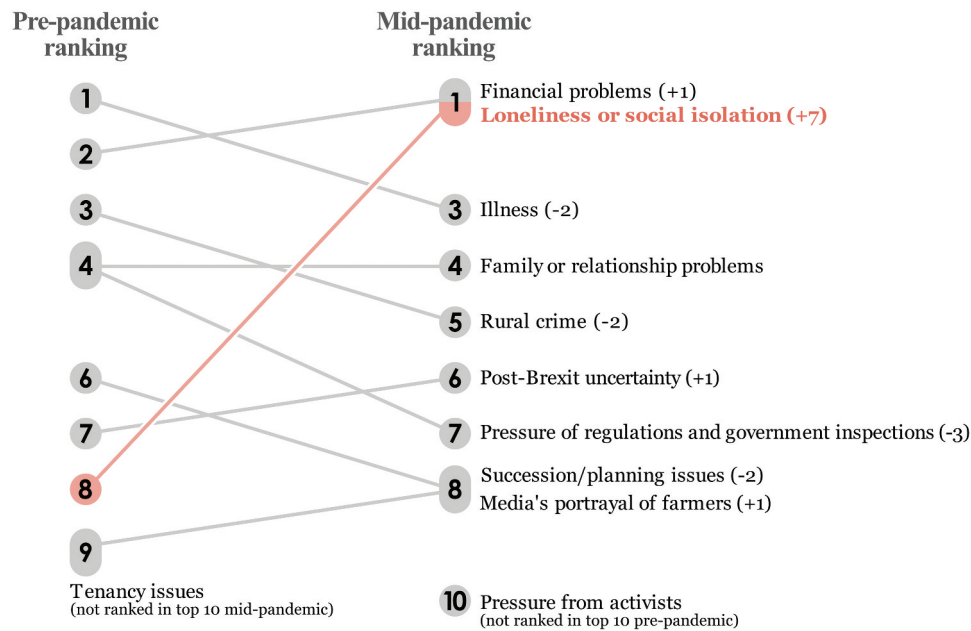 Pre-pandemic
ranking
Mid-pandemic
ranking
1
2
3
4
6
7
8
9
Tenancy issues
(not ranked in top 10 mid-pandemic)
1
Financial problems (+1)
Loneliness or social isolation (+7)
3 Illness (-2)
4 Family or relationship problems
5 Rural crime (-2)
6 Post-Brexit uncertainty (+1)
7 Pressure of regulations and government inspections (-3)
8
Succession/planning issues (-2)
Media's portrayal of farmers (+1)
10 Pressure from activists
(not ranked in top 10 pre-pandemic)